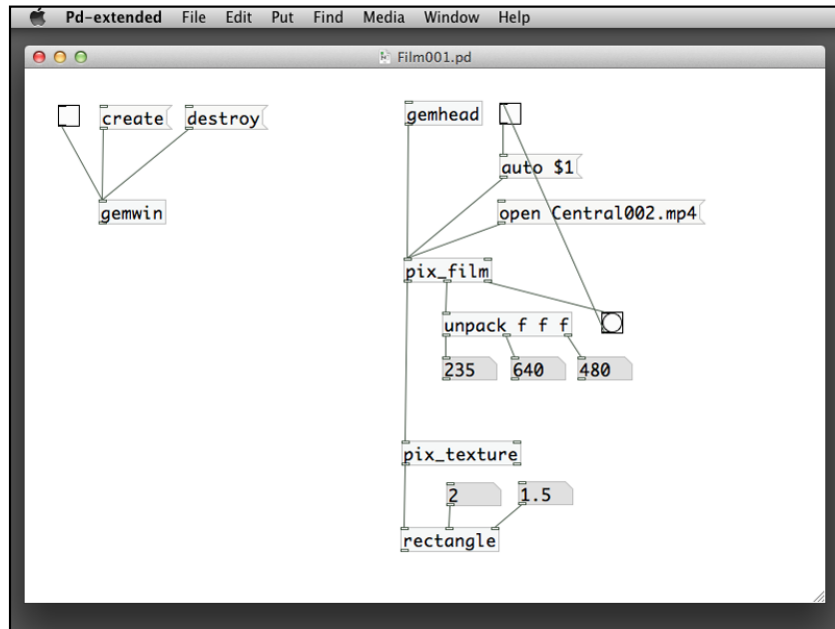 Pd-extended File Edit Put Find Media Window Help
Film001.pd
create destroy
gemwin
gemhead
auto $1
open Central002.mp4
pix_film
unpack f f f
235 640 480
pix_texture
2 1.5
rectangle